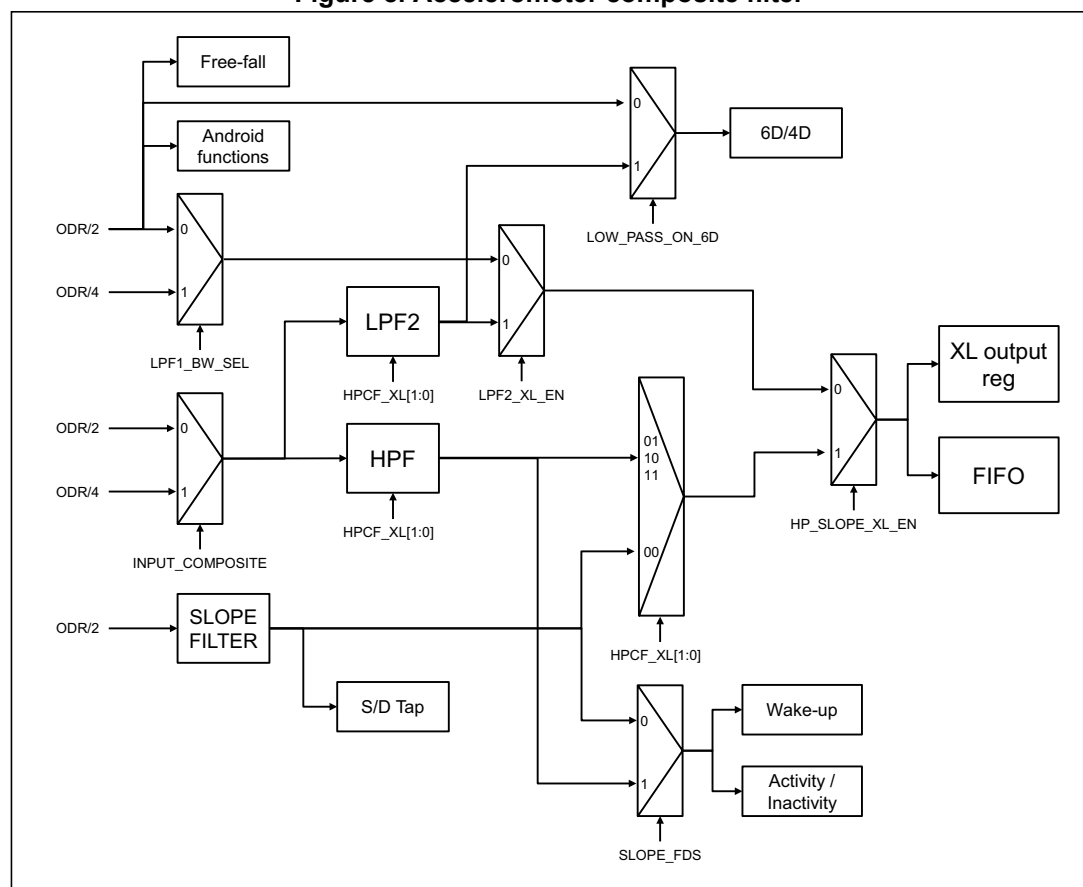 Figure 5. Accelerometer composite filter
Free-fall
Android
functions
ODR/2
0
ODR/4
1
LPF1_BW_SEL
0
1
6D/4D
LOW_PASS_ON_6D
LPF2
HPCF_XL[1:0]
0
1
LPF2_XL_EN
ODR/2
0
ODR/4
1
INPUT_COMPOSITE
HPF
HPCF_XL[1:0]
01
10
11
00
HPCF_XL[1:0]
0
1
HP_SLOPE_XL_EN
XL output
reg
FIFO
ODR/2
SLOPE
FILTER
S/D Tap
0
1
SLOPE_FDS
Wake-up
Activity /
Inactivity